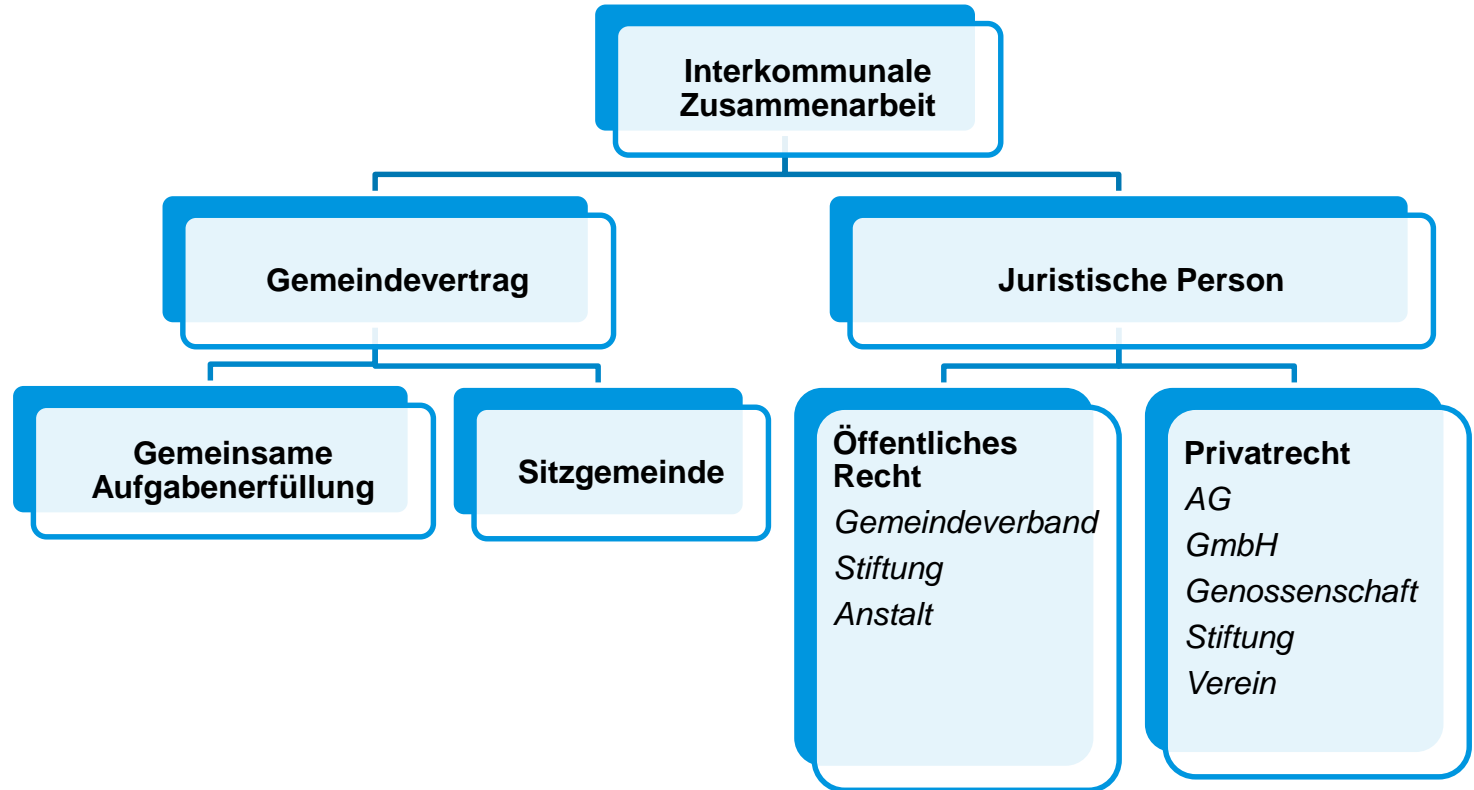 Interkommunale
Zusammenarbeit
Gemeindevertrag
Juristische Person
Gemeinsame
Aufgabenerfüllung
Sitzgemeinde
Öffentliches
Recht
Gemeindeverband
Stiftung
Anstalt
Privatrecht
AG
GmbH
Genossenschaft
Stiftung
Verein